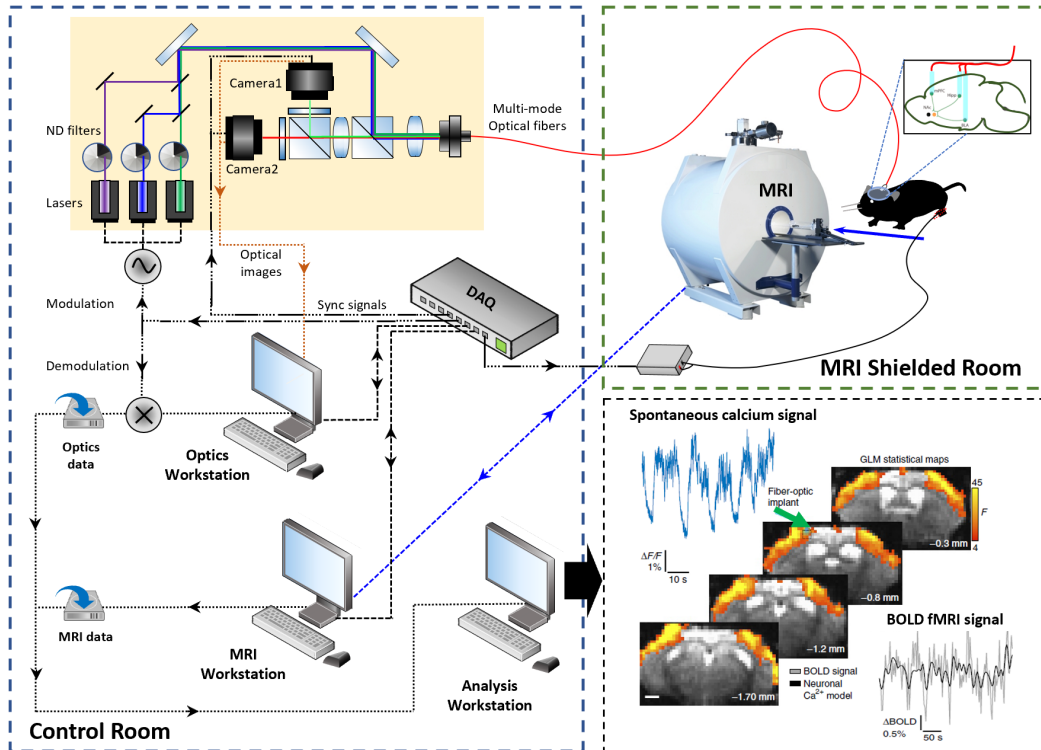 Camera1
Camera2
ND filters
Lasers
Multi-mode
Optical fibers
Optical
images
Modulation
Sync signals
DAQ
Demodulation
Optics
data
Optics
Workstation
MRI data
MRI
Workstation
Analysis
Workstation
Control Room
MRI
MRI Shielded Room
Spontaneous calcium signal
GLM statistical maps
Fiber-optic
implant
45
F
4
−0.3 mm
ΔF/F
1%
10 s
−0.8 mm
−1.2 mm
−1.70 mm
BOLD fMRI signal
BOLD signal
Neuronal
Ca²⁺ model
ΔBOLD
0.5%
50 s